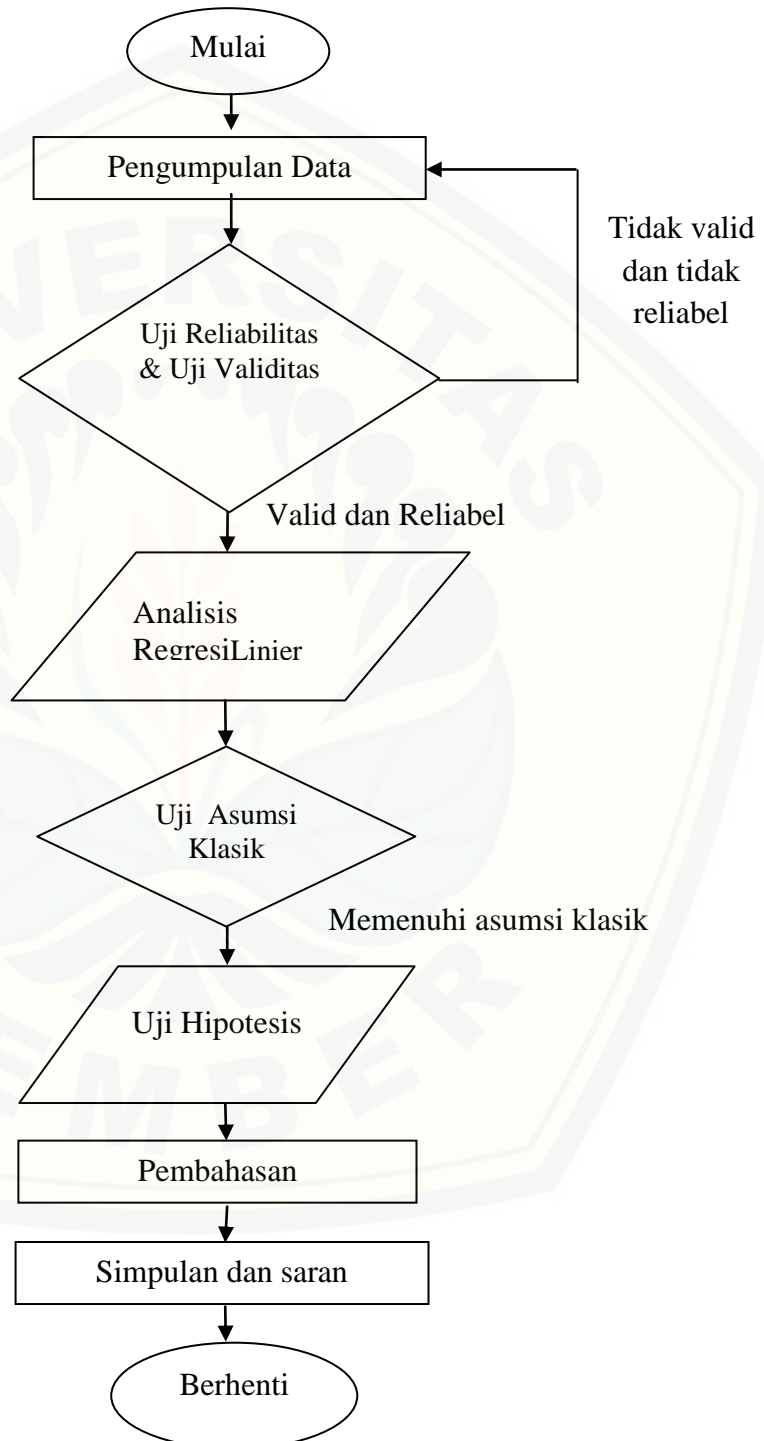 Mulai
Pengumpulan Data
Tidak valid
dan tidak
reliabel
Uji Reliabilitas
& Uji Validitas
Valid dan Reliabel
Analisis
RegresiLinier
Uji Asumsi
Klasik
Memenuhi asumsi klasik
Uji Hipotesis
Pembahasan
Simpulan dan saran
Berhenti